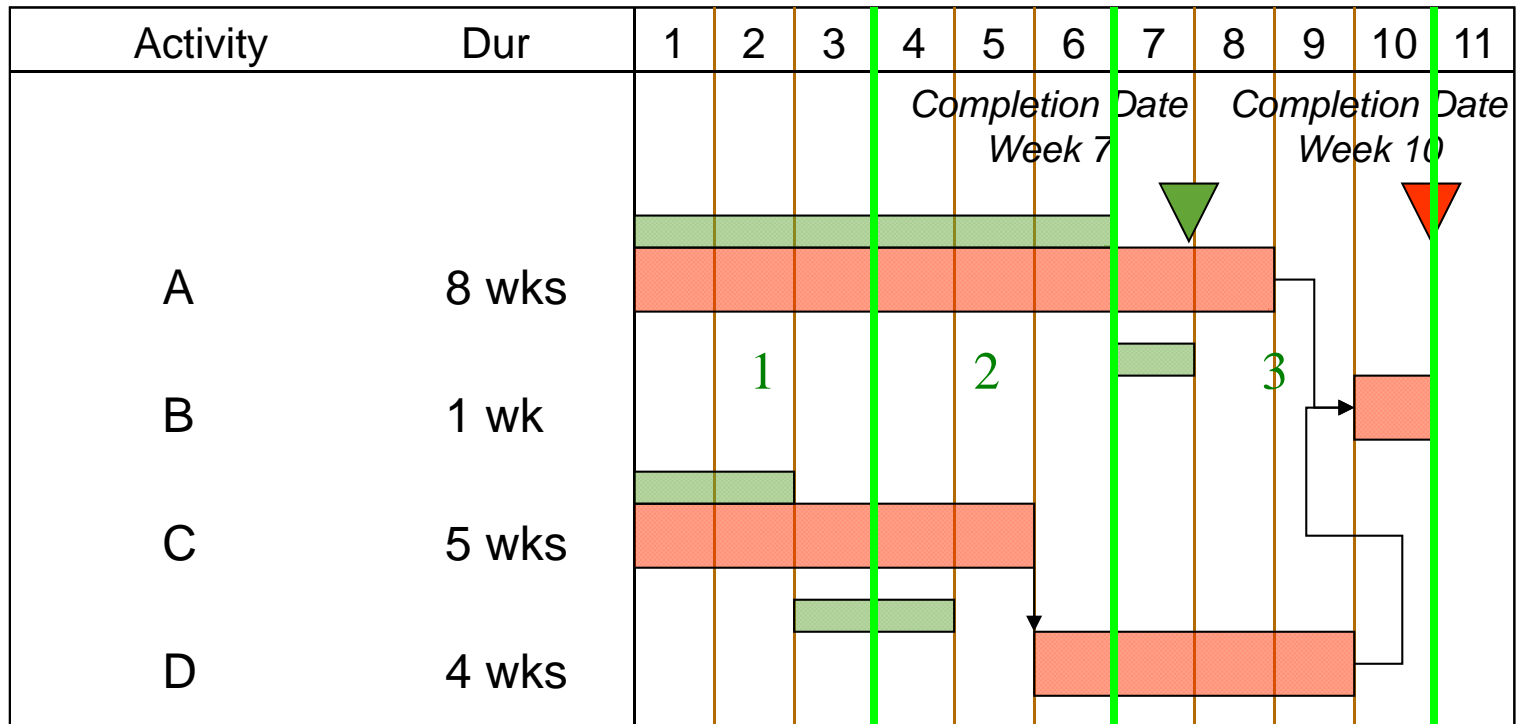 Activity Dur 1 2 3 4 5 6 7 8 9 10 11
Completion Date Completion Date
Week 7 Week 10
A 8 wks
1 2 3
B 1 wk
C 5 wks
D 4 wks